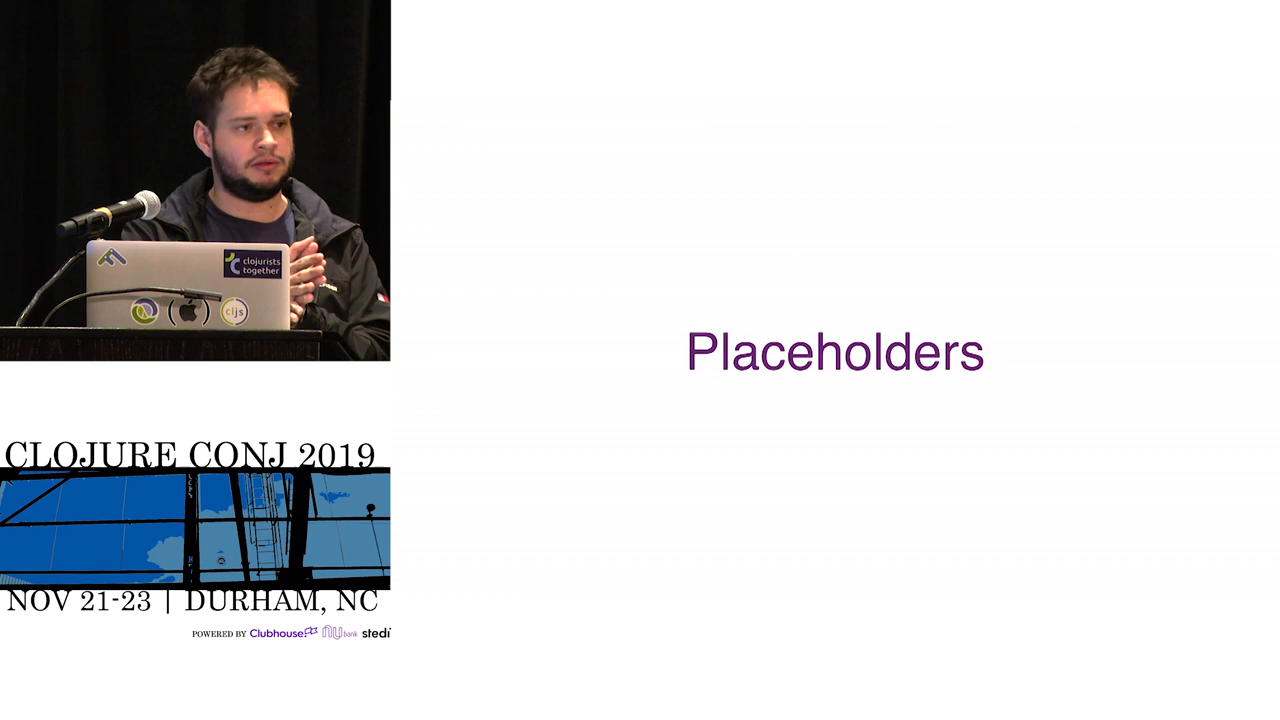 clojurists
together
cljs
Placeholders
CLOJURE CONJ 2019
NOV 21-23 | DURHAM, NC
POWERED BY Clubhouse nu bank stedi